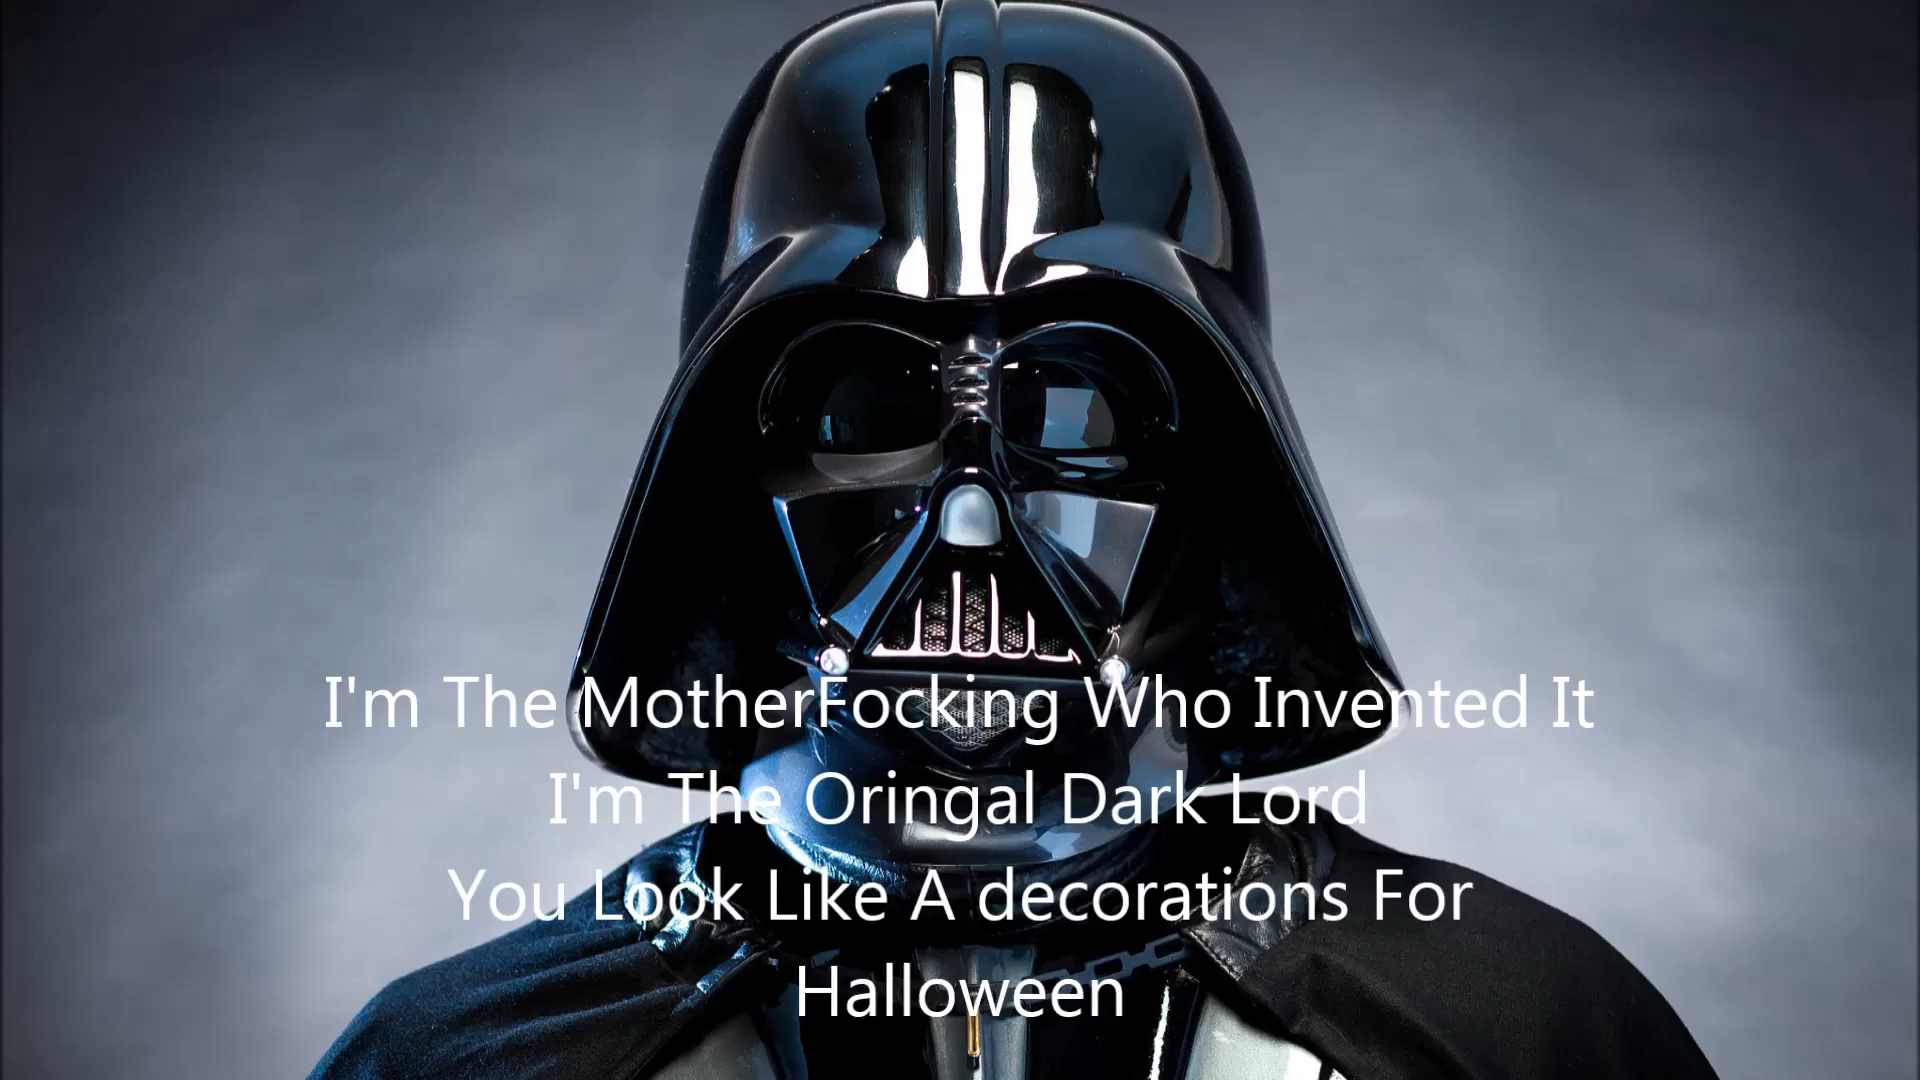 I'm The MotherFocking Who Invented It
I'm The Oringal Dark Lord
You Look Like A decorations For
Halloween